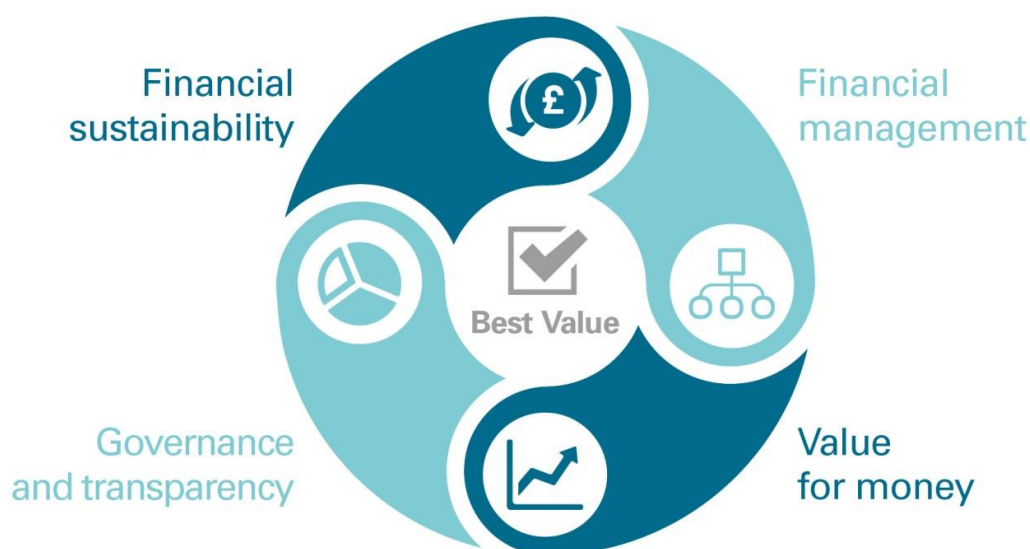 Financial
sustainability
Financial
management
£
Best Value
Governance
and transparency
Value
for money